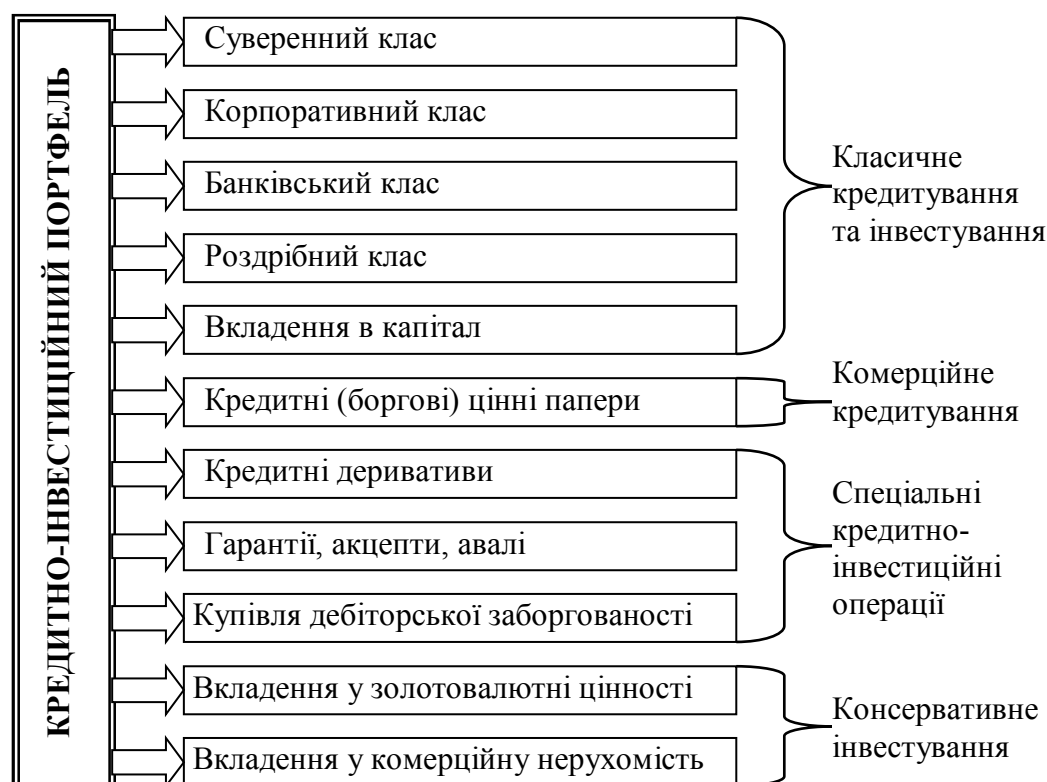 КРЕДИТНО-ІНВЕСТИЦІЙНИЙ ПОРТФЕЛЬ
Суверенний клас
Корпоративний клас
Банківський клас
Роздрібний клас
Вкладення в капітал
Класичне
кредитування
та інвестування
Кредитні (боргові) цінні папери
Комерційне
кредитування
Кредитні деривативи
Гарантії, акцепти, авалі
Купівля дебіторської заборгованості
Спеціальні
кредитно-
інвестиційні
операції
Вкладення у золотовалютні цінності
Вкладення у комерційну нерухомість
Консервативне
інвестування